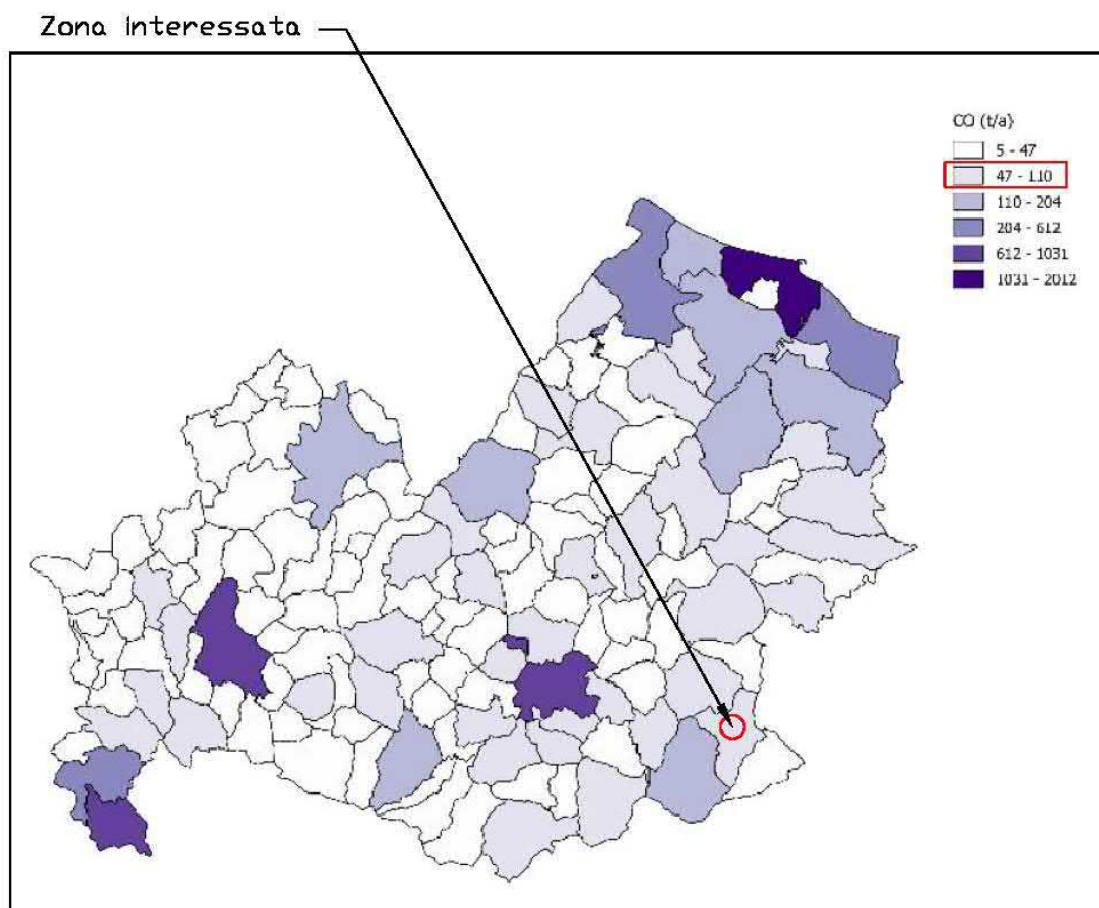 Zona Interessata
CO (t/a)
5 - 47
47 - 110
110 - 204
204 - 612
612 - 1031
1031 - 2012